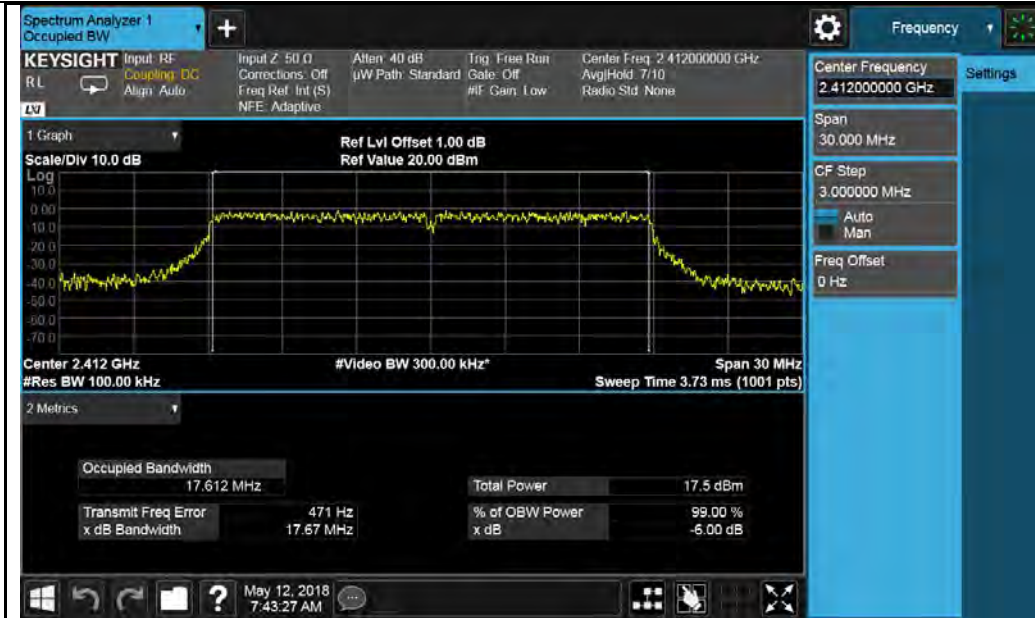 Spectrum Analyzer 1
Occupied BW
+
Frequency
KEYSIGHT
RL
LXI
Input: RF
Coupling: DC
Align: Auto
Input Z: 50 Ω
Corrections: Off
Freq Ref: Int (S)
NFE: Adaptive
Atten: 40 dB
µW Path: Standard
Trig: Free Run
Gate: Off
#IF Gain: Low
Center Freq: 2.412000000 GHz
Avg|Hold: 7/10
Radio Std: None
Center Frequency
2.412000000 GHz
Settings
Span
30.000 MHz
CF Step
3.000000 MHz
Auto
Man
Freq Offset
0 Hz
1 Graph
Scale/Div 10.0 dB
Ref Lvl Offset 1.00 dB
Ref Value 20.00 dBm
Log
10.0
0.00
-10.0
-20.0
-30.0
-40.0
-50.0
-60.0
-70.0
Center 2.412 GHz
#Video BW 300.00 kHz*
Span 30 MHz
#Res BW 100.00 kHz
Sweep Time 3.73 ms (1001 pts)
2 Metrics
Occupied Bandwidth
17.612 MHz
Total Power 17.5 dBm
Transmit Freq Error 471 Hz
% of OBW Power 99.00 %
x dB Bandwidth 17.67 MHz
x dB -6.00 dB
?
May 12, 2018
7:43:27 AM